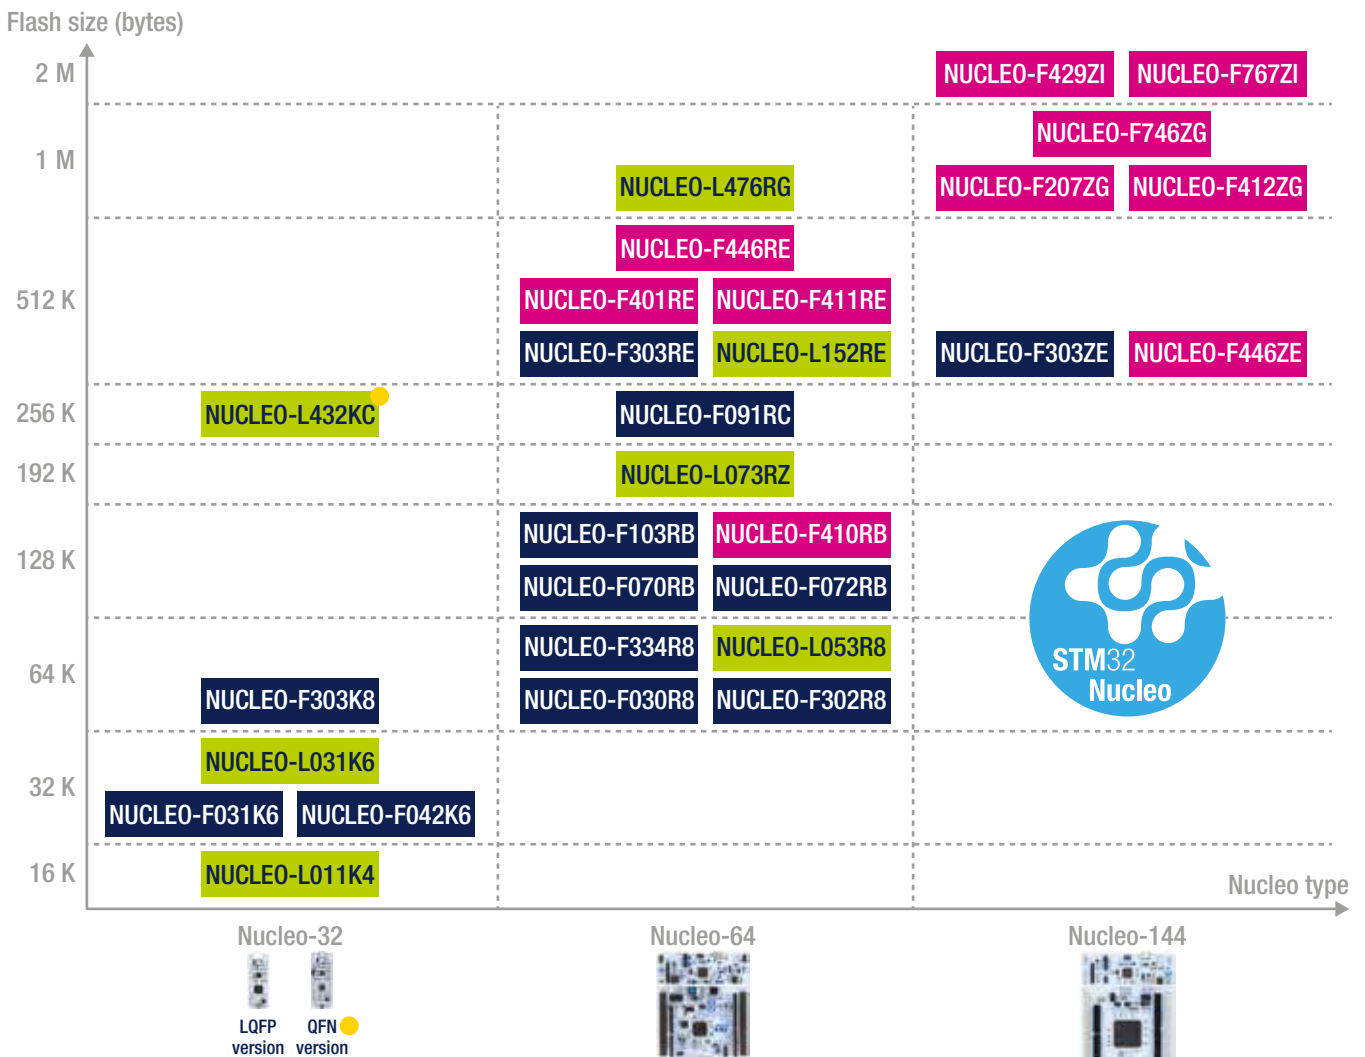 Flash size (bytes)
2 M
NUCLEO-F429ZI NUCLEO-F767ZI
NUCLEO-F746ZG
1 M
NUCLEO-L476RG NUCLEO-F207ZG NUCLEO-F412ZG
NUCLEO-F446RE
512 K NUCLEO-F401RE NUCLEO-F411RE
NUCLEO-F303RE NUCLEO-L152RE NUCLEO-F303ZE NUCLEO-F446ZE
256 K NUCLEO-L432KC NUCLEO-F091RC
192 K NUCLEO-L073RZ
NUCLEO-F103RB NUCLEO-F410RB
128 K
NUCLEO-F070RB NUCLEO-F072RB
NUCLEO-F334R8 NUCLEO-L053R8
64 K
NUCLEO-F303K8 NUCLEO-F030R8 NUCLEO-F302R8
STM32
Nucleo
NUCLEO-L031K6
32 K
NUCLEO-F031K6 NUCLEO-F042K6
16 K NUCLEO-L011K4
Nucleo type
Nucleo-32 Nucleo-64 Nucleo-144
LQFP version
QFN version